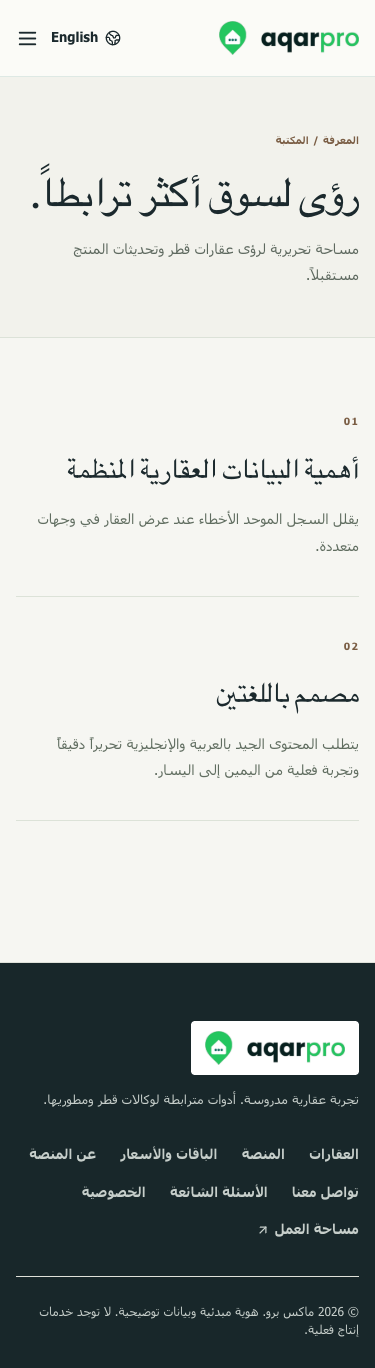 aqarpro
English
المعرفة / المكتبة
رؤى لسوق أكثر ترابطاً.
مساحة تحريرية لرؤى عقارات قطر وتحديثات المنتج
مستقبلاً.
01
أهمية البيانات العقارية المنظمة
يقلل السجل الموحد الأخطاء عند عرض العقار في وجهات
متعددة.
02
مصمم باللغتين
يتطلب المحتوى الجيد بالعربية والإنجليزية تحريراً دقيقاً
وتجربة فعلية من اليمين إلى اليسار.
aqarpro
تجربة عقارية مدروسة. أدوات مترابطة لوكالات قطر ومطوريها.
العقارات المنصة الباقات والأسعار عن المنصة
تواصل معنا الأسئلة الشائعة الخصوصية
مساحة العمل
© 2026 ماكس برو. هوية مبدئية وبيانات توضيحية. لا توجد خدمات
إنتاج فعلية.